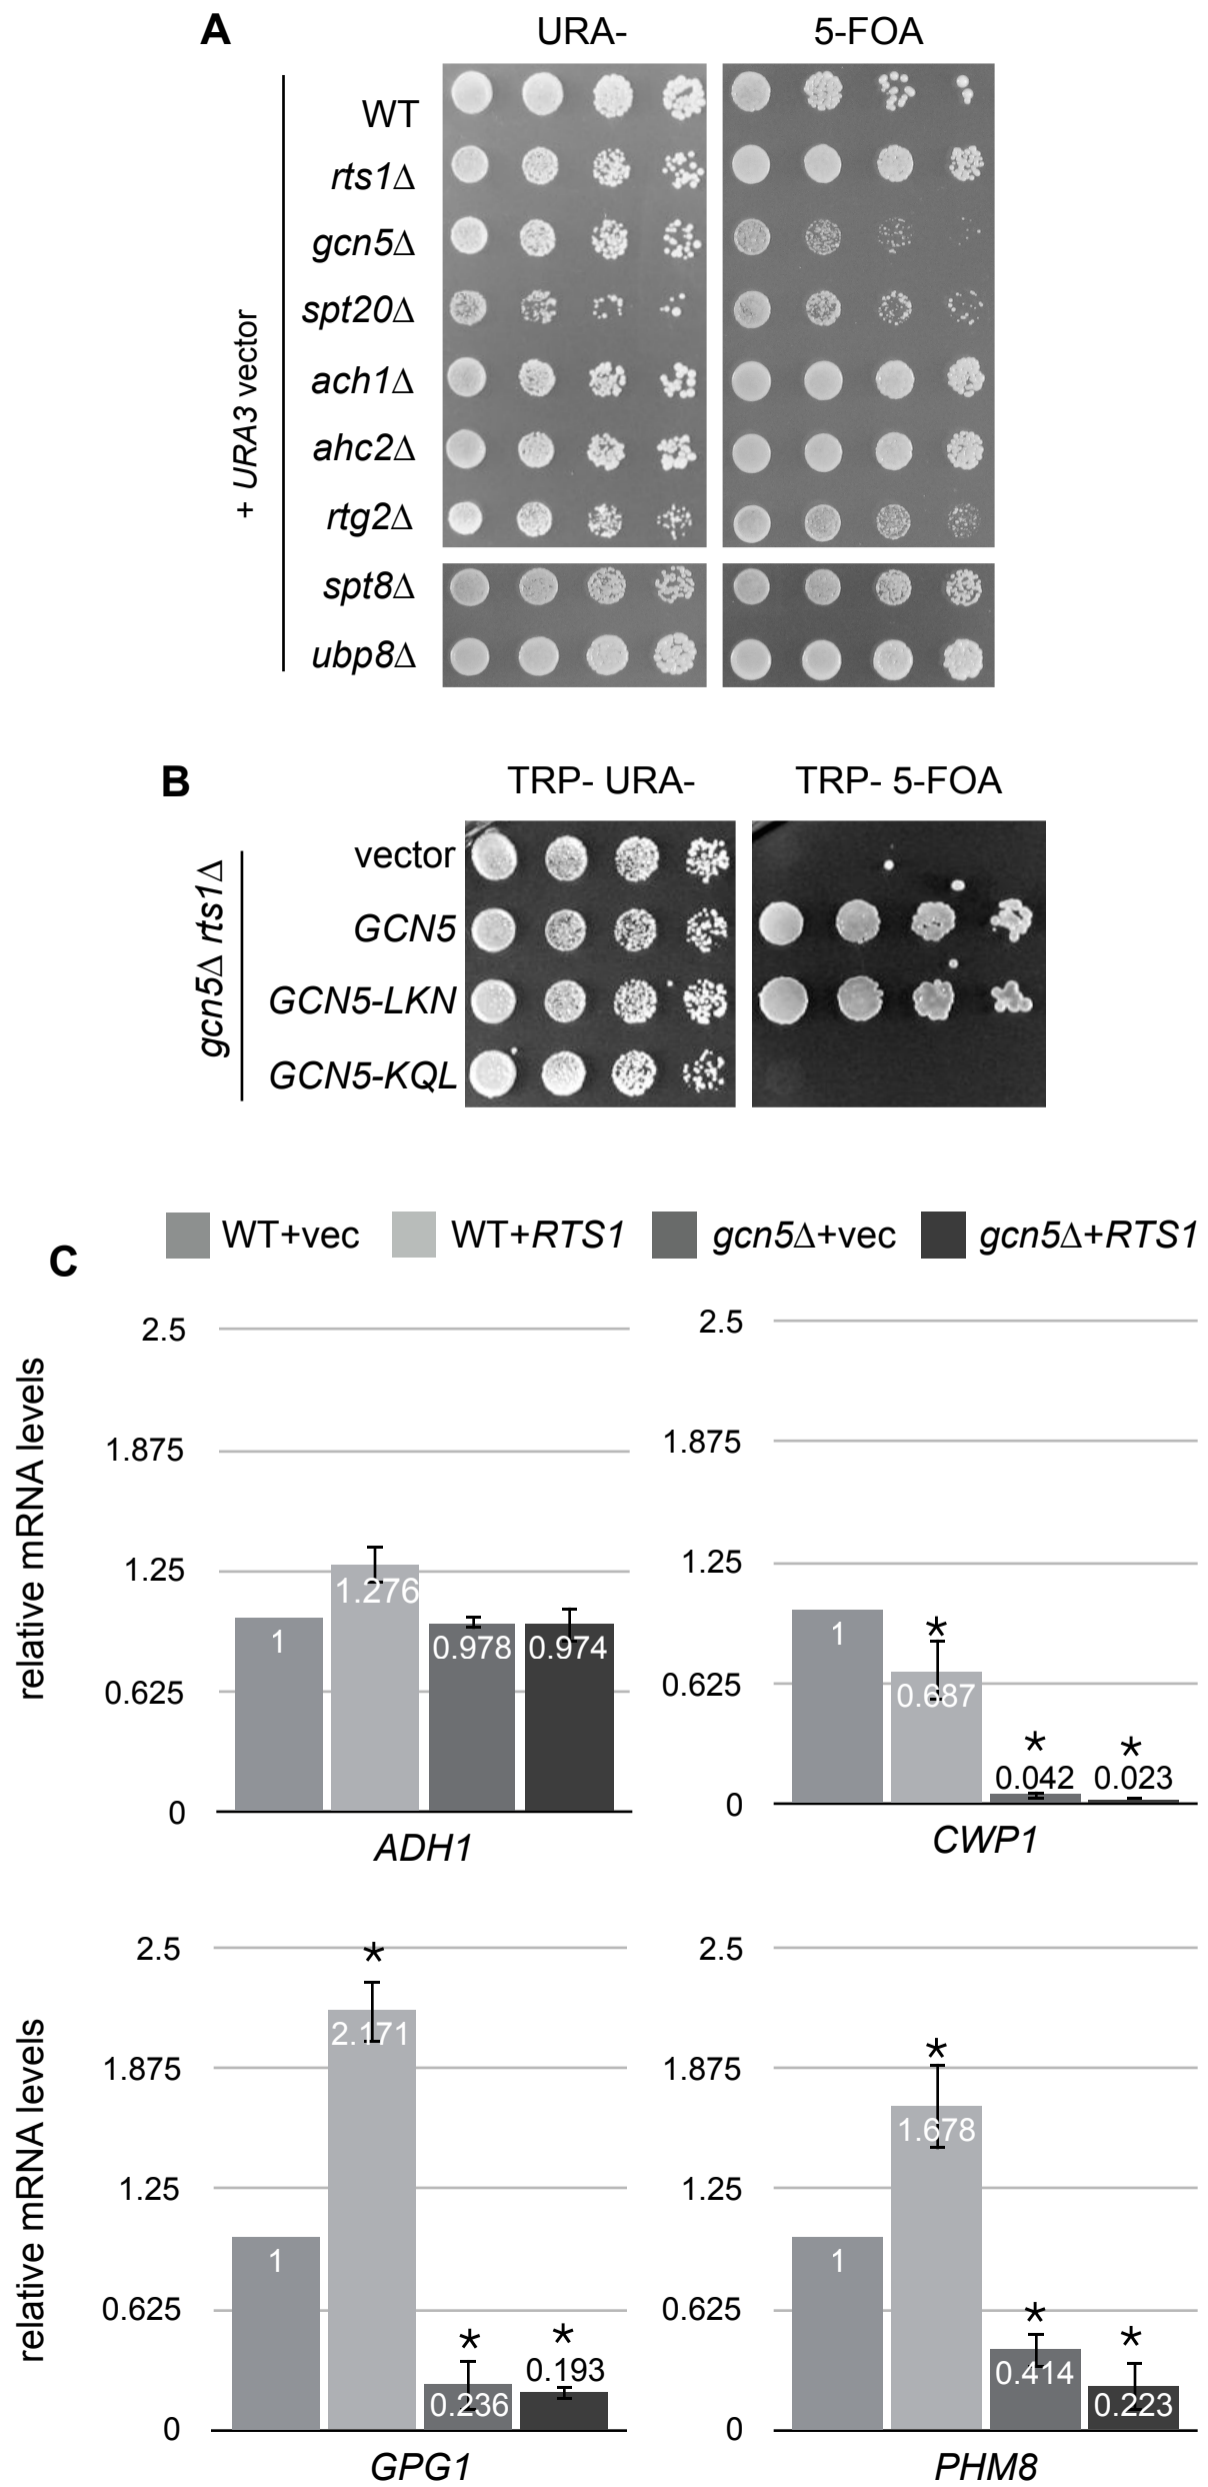 A
URA-
5-FOA
WT
rts1Δ
gcn5Δ
spt20Δ
ach1Δ
ahc2Δ
rtg2Δ
spt8Δ
ubp8Δ
+ URA3 vector
B
TRP- URA-
TRP- 5-FOA
vector
GCN5
GCN5-LKN
GCN5-KQL
gcn5Δ rts1Δ
C
WT+vec
WT+RTS1
gcn5Δ+vec
gcn5Δ+RTS1
relative mRNA levels
2.5
1.875
1.25
0.625
0
1
1.276
0.978
0.974
ADH1
2.5
1.875
1.25
0.625
0
1
*
0.687
*
0.042
*
0.023
CWP1
relative mRNA levels
2.5
1.875
1.25
0.625
0
1
*
2.171
*
0.236
*
0.193
GPG1
2.5
1.875
1.25
0.625
0
1
*
1.678
*
0.414
*
0.223
PHM8